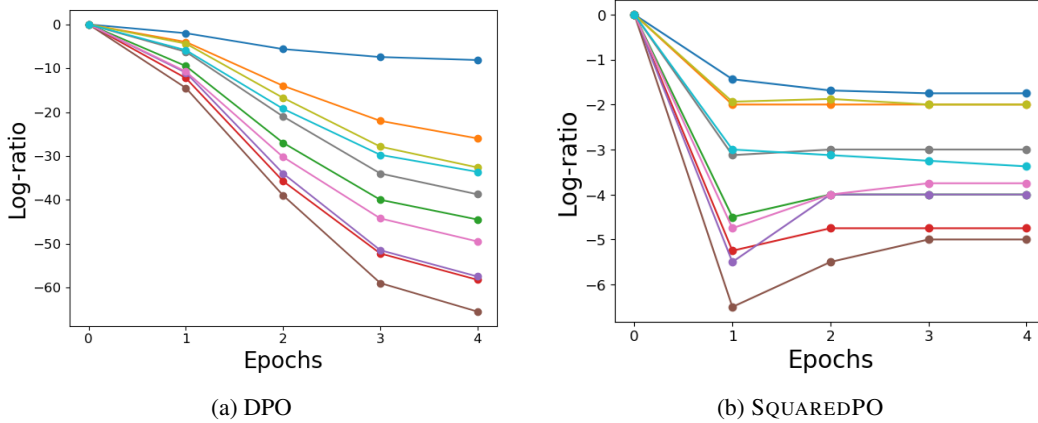 0
−10
−20
−30
−40
−50
−60
Log-ratio
0 1 2 3 4
Epochs
(a) DPO
0
−1
−2
−3
−4
−5
−6
Log-ratio
0 1 2 3 4
Epochs
(b) SQUAREDPO